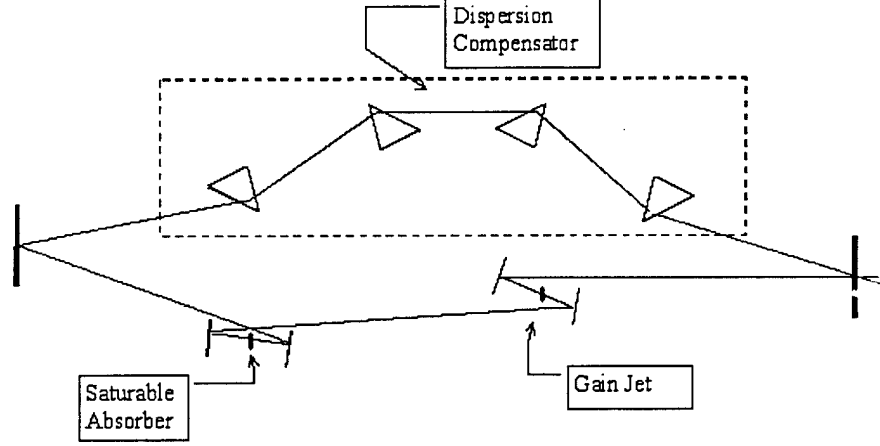 Dispersion
Compensator
Saturable
Absorber
Gain Jet